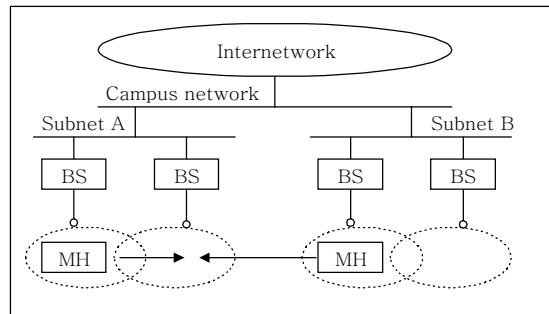 Internetwork
Campus network
Subnet A
Subnet B
BS
BS
BS
BS
MH
MH